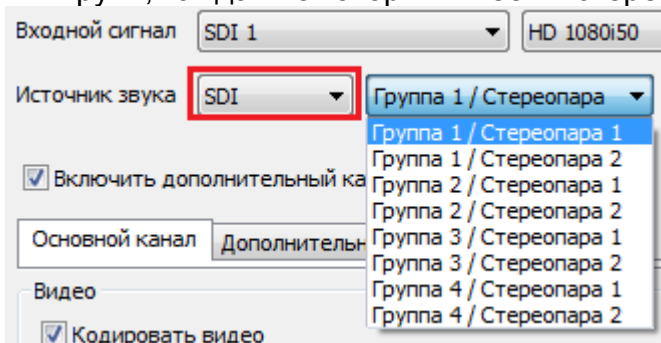 Входной сигнал SDI 1 HD 1080i50
Источник звука SDI Группа 1 / Стереопара
Группа 1 / Стереопара 1
Группа 1 / Стереопара 2
Включить дополнительный ка
Группа 2 / Стереопара 1
Группа 2 / Стереопара 2
Основной канал Дополнительн
Группа 3 / Стереопара 1
Группа 3 / Стереопара 2
Видео
Группа 4 / Стереопара 1
Кодировать видео
Группа 4 / Стереопара 2